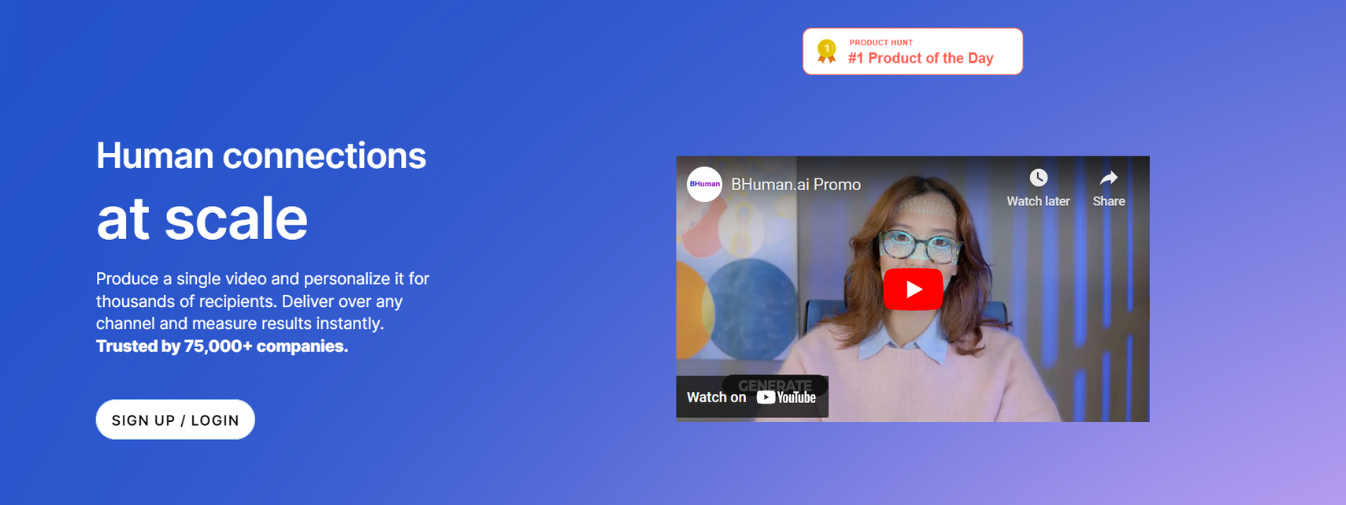 PRODUCT HUNT
#1 Product of the Day
1
Human connections
at scale
Produce a single video and personalize it for
thousands of recipients. Deliver over any
channel and measure results instantly.
Trusted by 75,000+ companies.
SIGN UP / LOGIN
BHuman
BHuman.ai Promo
Watch later
Share
GENERATE
Watch on YouTube